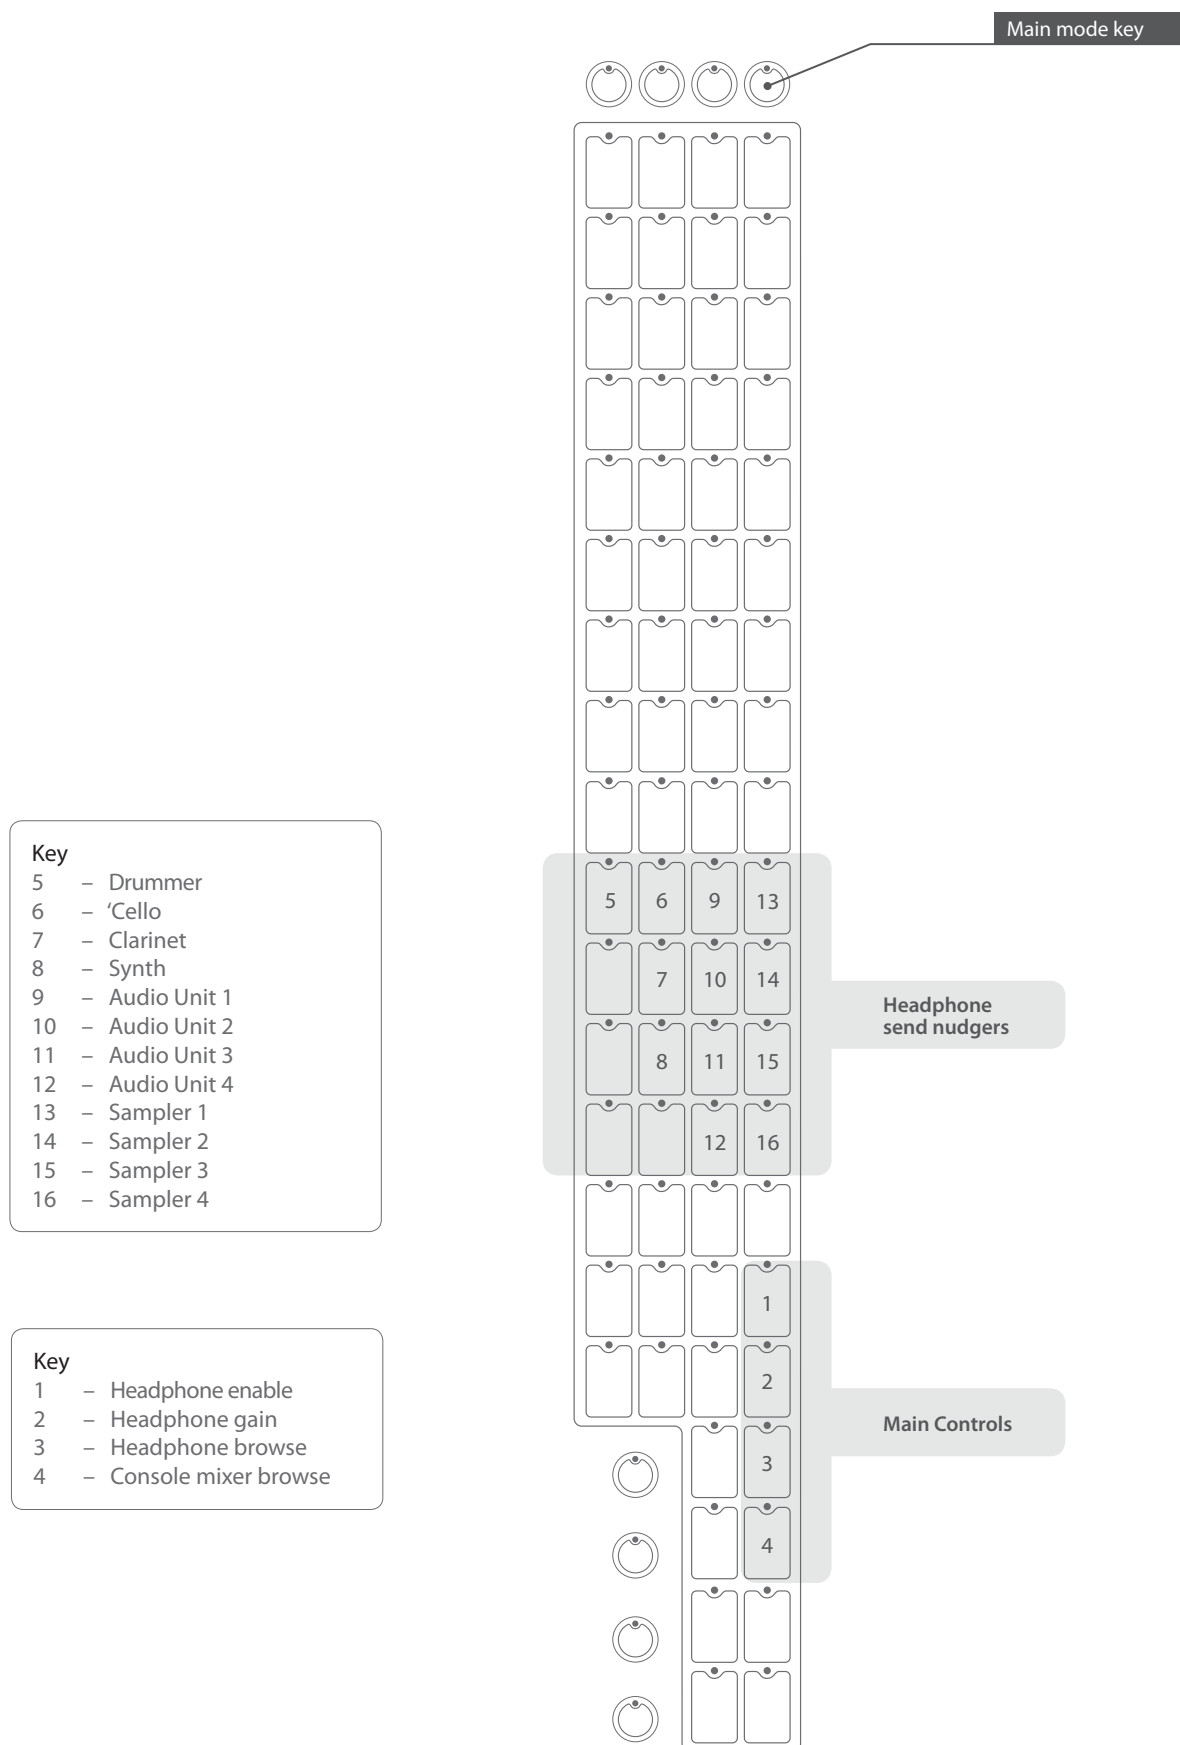 Main mode key
Key
5 – Drummer
6 – ‘Cello
7 – Clarinet
8 – Synth
9 – Audio Unit 1
10 – Audio Unit 2
11 – Audio Unit 3
12 – Audio Unit 4
13 – Sampler 1
14 – Sampler 2
15 – Sampler 3
16 – Sampler 4
5 6 9 13
7 10 14
8 11 15
12 16
Headphone
send nudgers
Key
1 – Headphone enable
2 – Headphone gain
3 – Headphone browse
4 – Console mixer browse
1
2
3
4
Main Controls